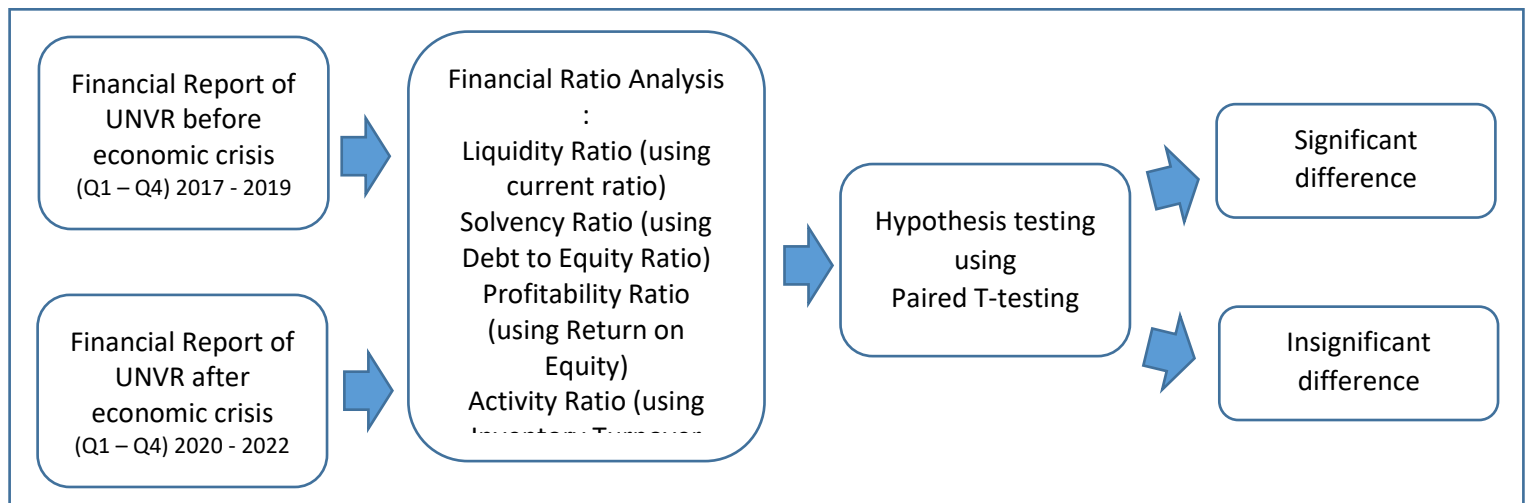 Financial Report of
UNVR before
economic crisis
(Q1 – Q4) 2017 - 2019
Financial Report of
UNVR after
economic crisis
(Q1 – Q4) 2020 - 2022
Financial Ratio Analysis
:
Liquidity Ratio (using
current ratio)
Solvency Ratio (using
Debt to Equity Ratio)
Profitability Ratio
(using Return on
Equity)
Activity Ratio (using
Inventory Turnover
Hypothesis testing
using
Paired T-testing
Significant
difference
Insignificant
difference